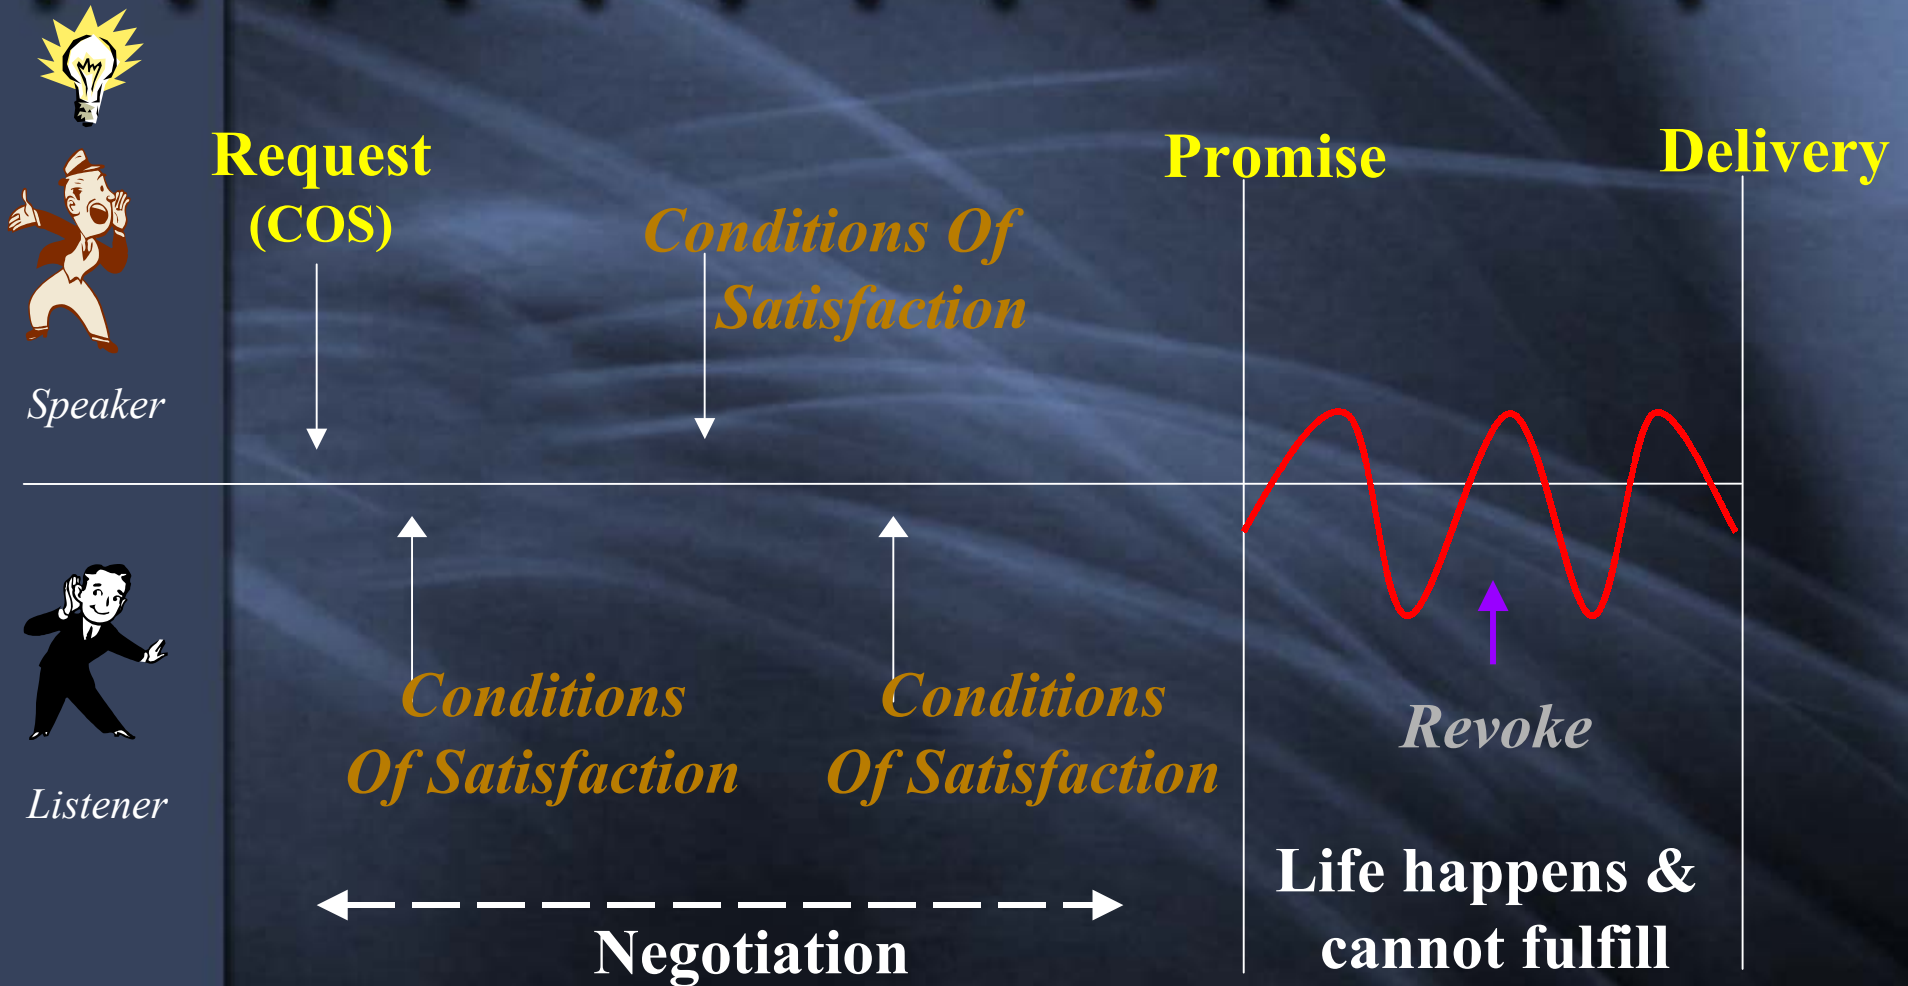 Request
(COS)
Conditions Of
Satisfaction
Promise
Delivery
Speaker
Conditions
Of Satisfaction
Conditions
Of Satisfaction
Revoke
Listener
Life happens &
cannot fulfill
Negotiation